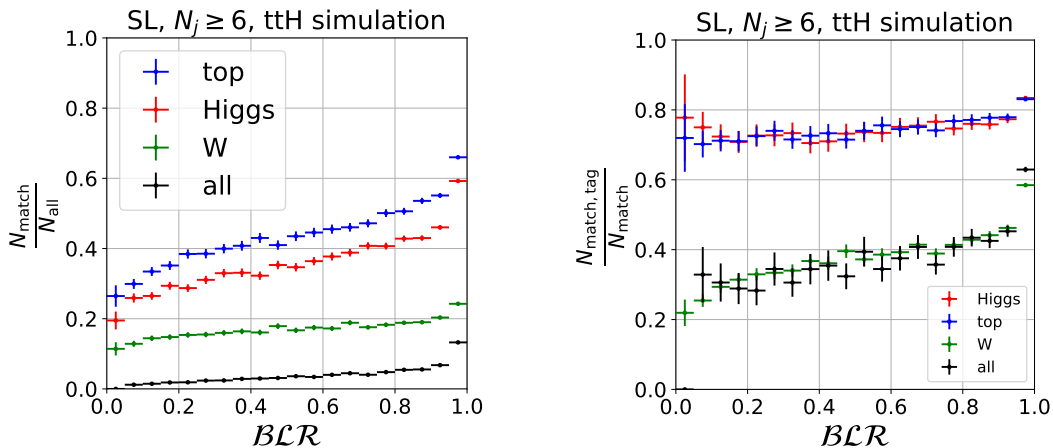 SL, N_j ≥ 6, ttH simulation
1.0
0.8
0.6
0.4
0.2
0.0
N_match
N_all
top
Higgs
W
all
0.0 0.2 0.4 0.6 0.8 1.0
BLR
SL, N_j ≥ 6, ttH simulation
1.0
0.8
0.6
0.4
0.2
0.0
N_match, tag
N_match
Higgs
top
W
all
0.0 0.2 0.4 0.6 0.8 1.0
BLR